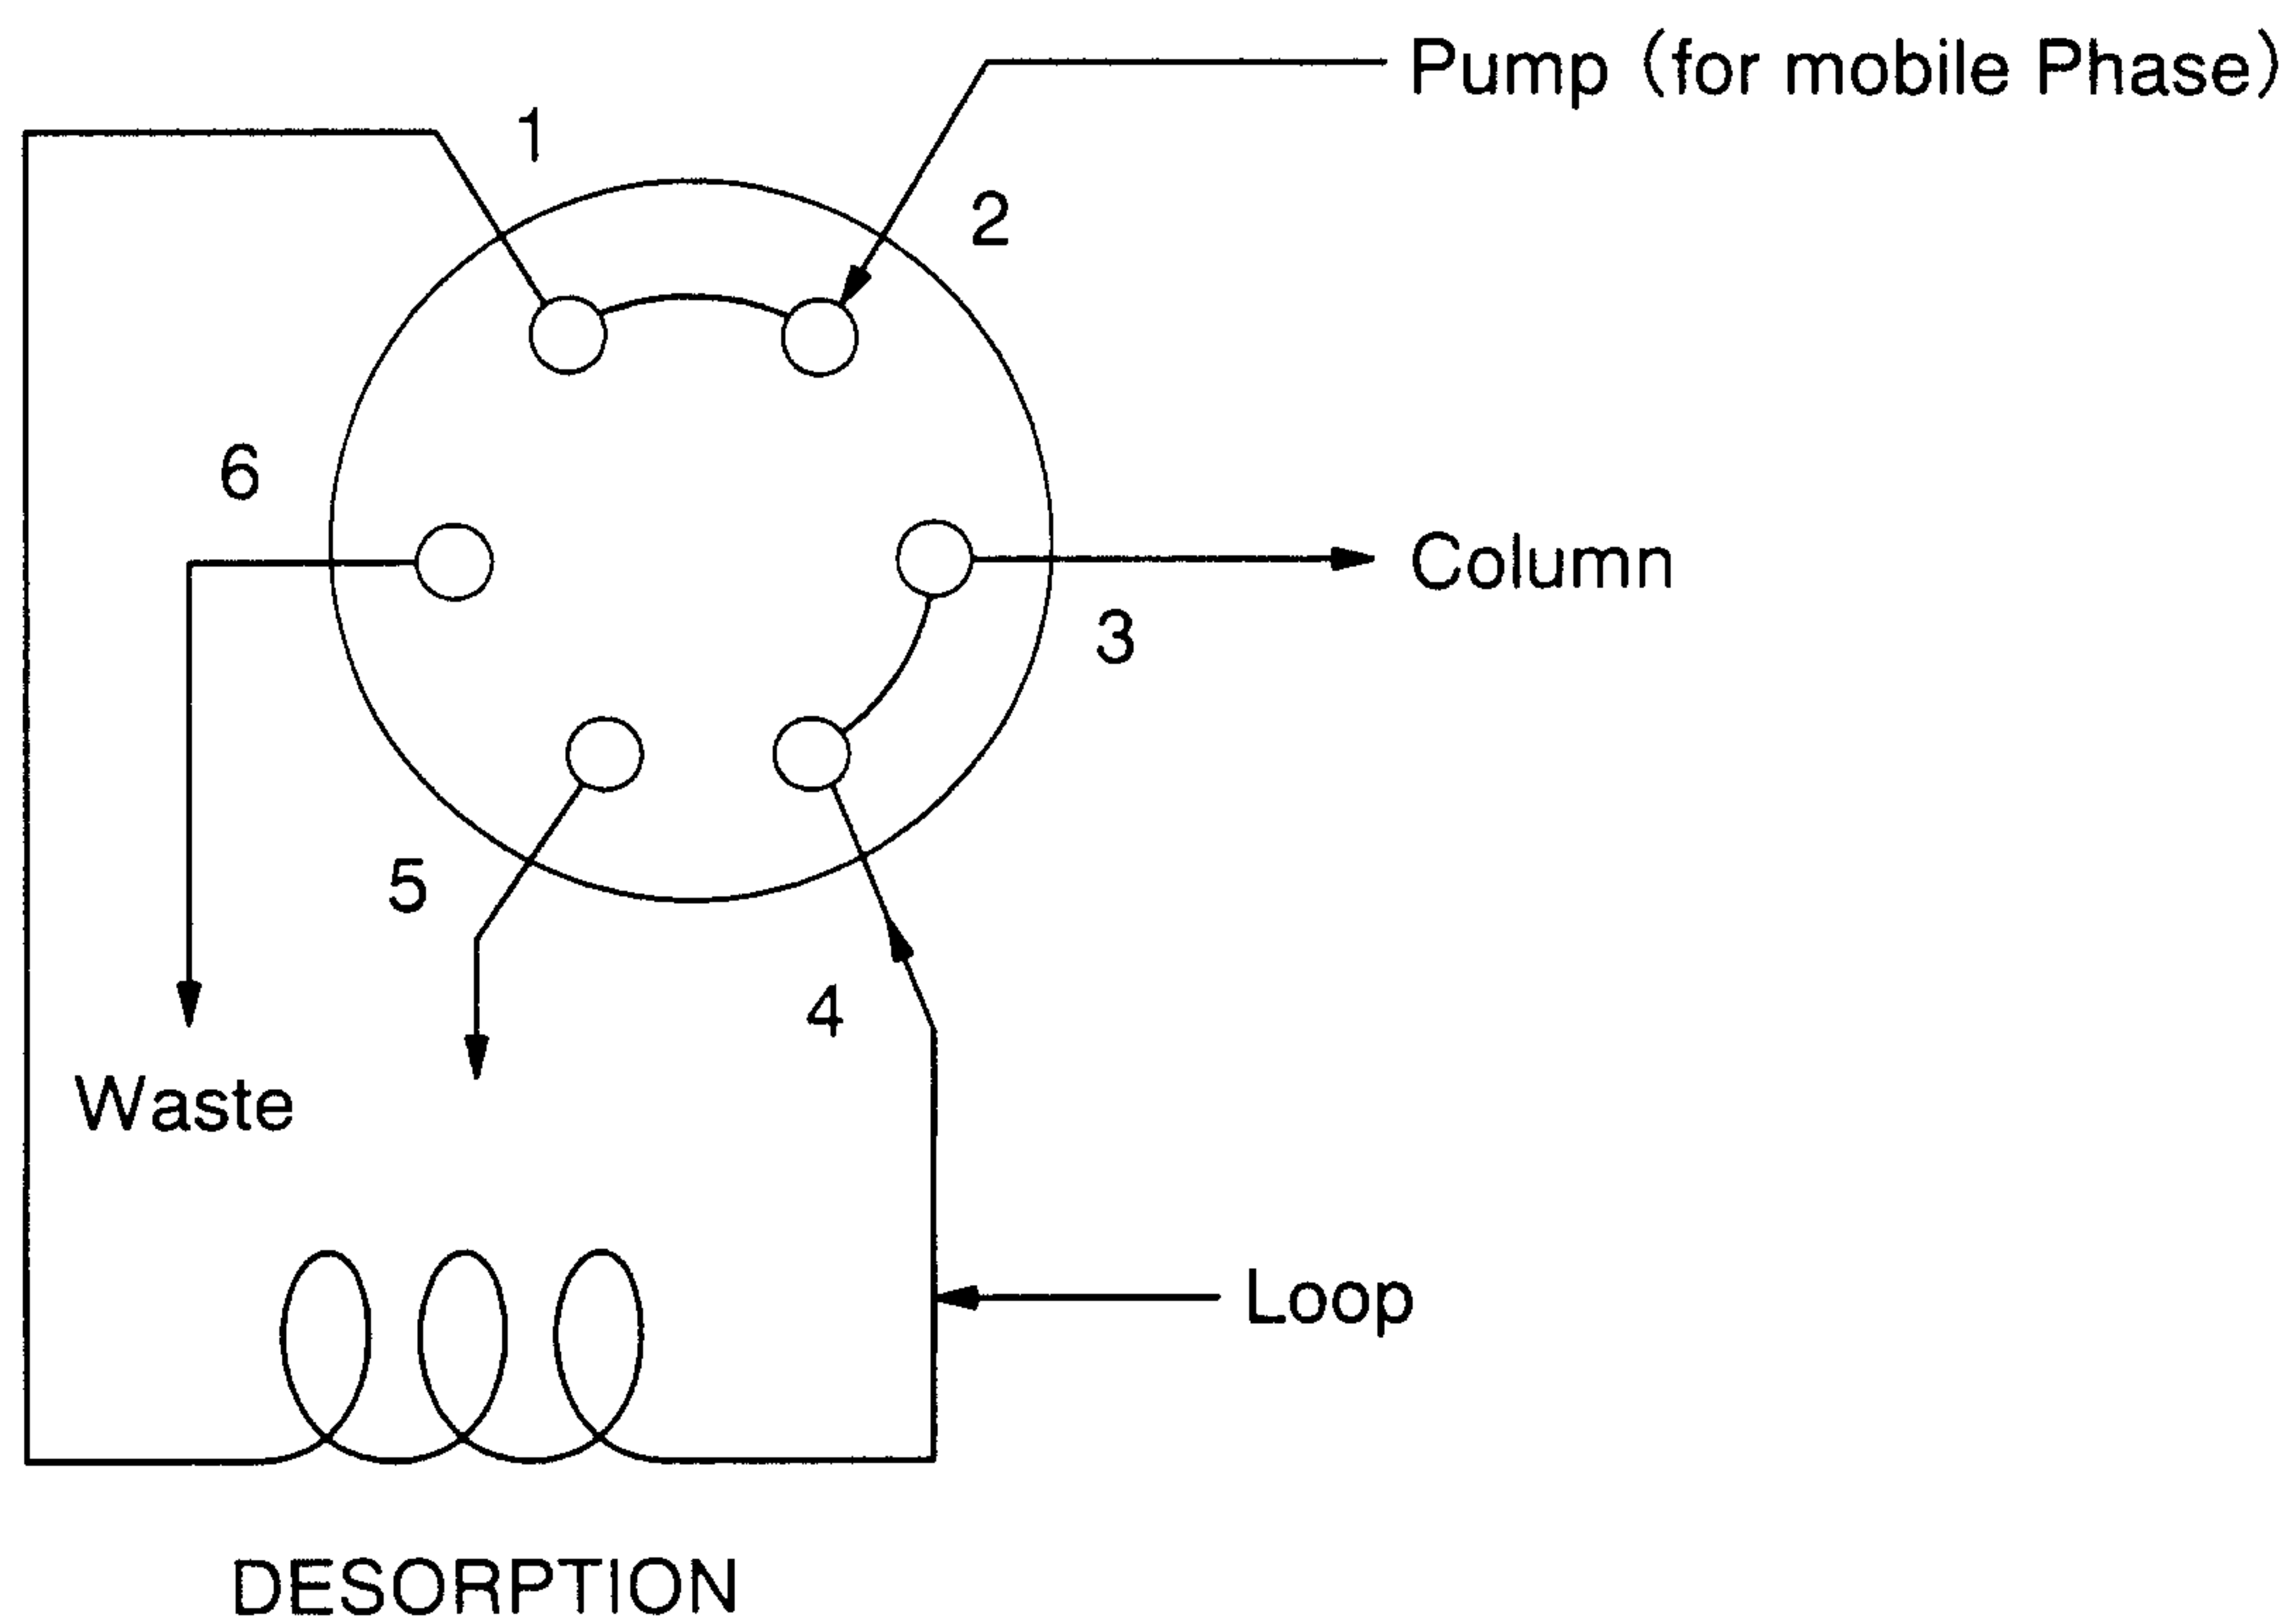 Pump (for mobile Phase)
1
2
6
Column
3
5
4
Waste
Loop
DESORPTION